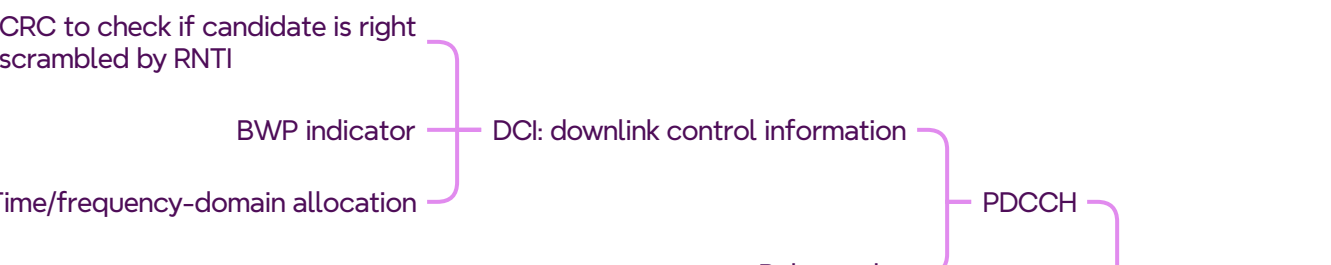 CRC to check if candidate is right
scrambled by RNTI
BWP indicator
DCI: downlink control information
Time/frequency-domain allocation
PDCCH